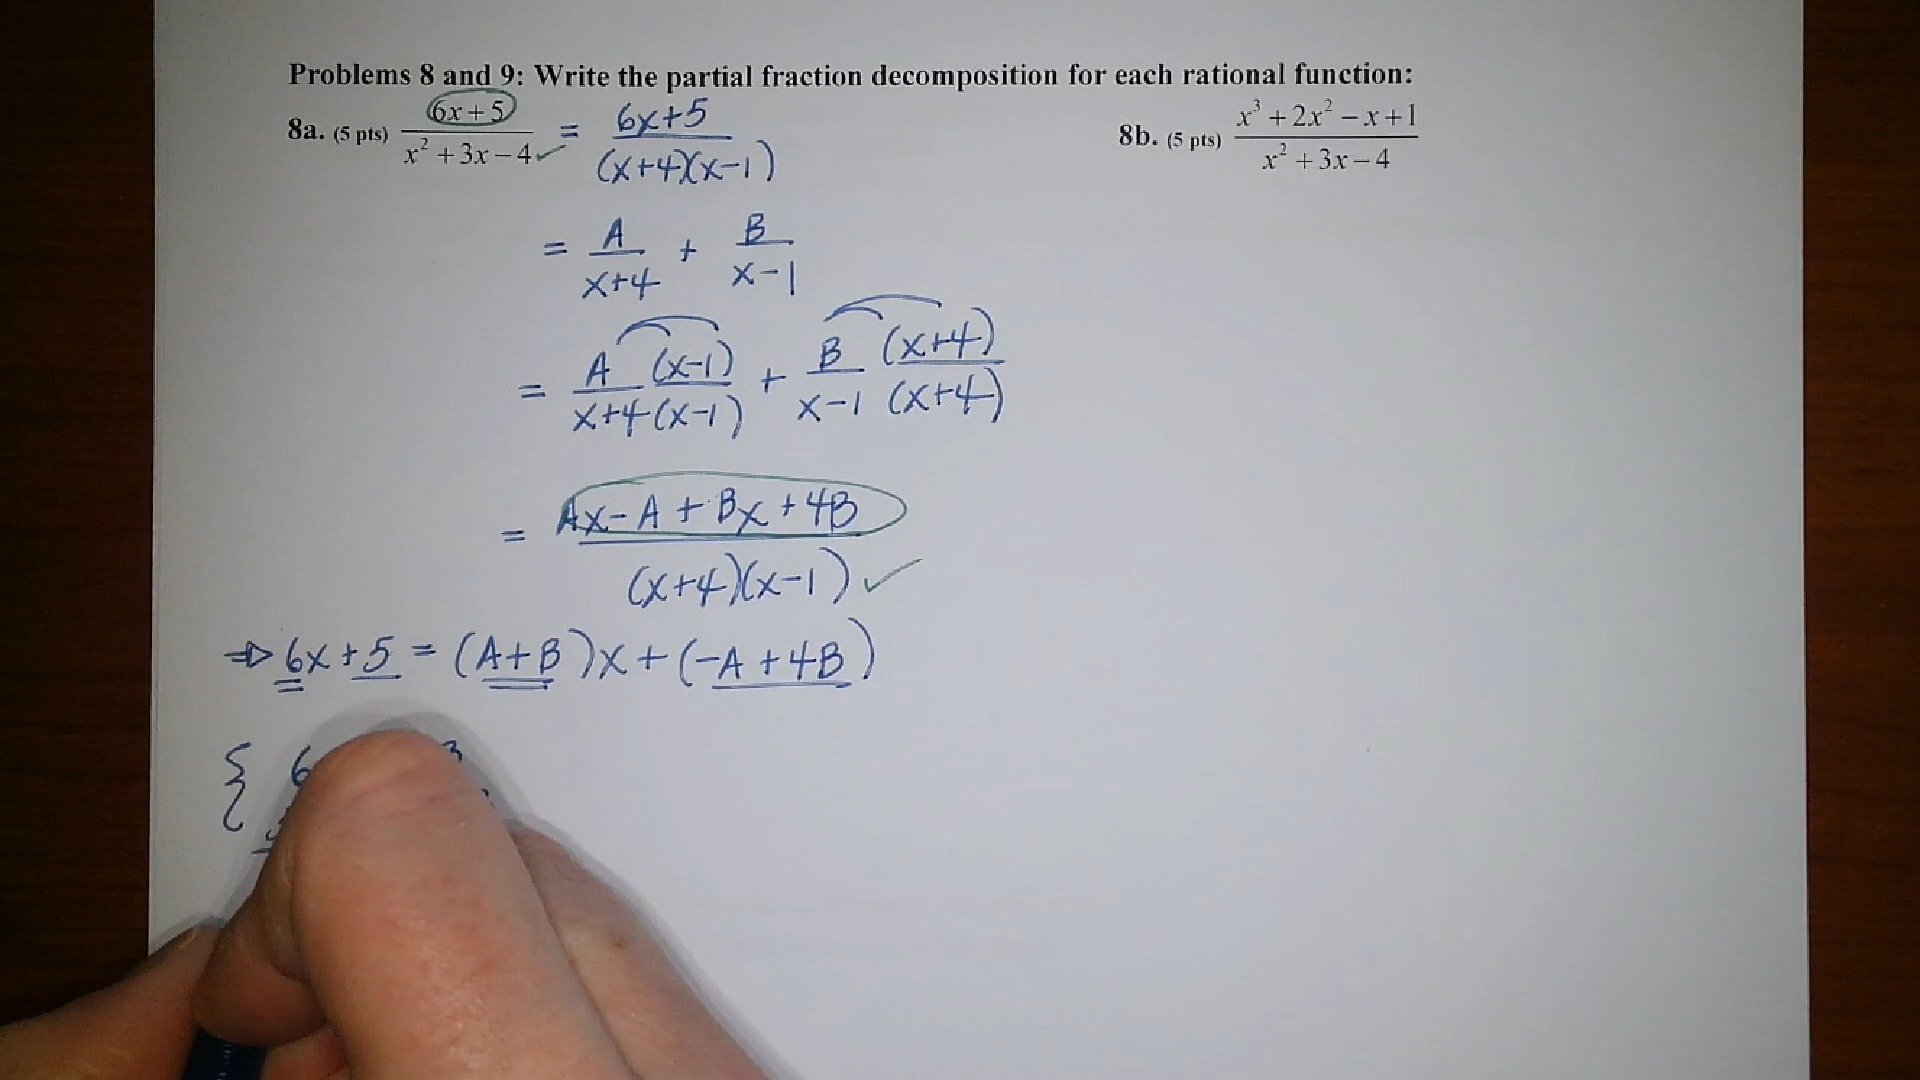 Problems 8 and 9: Write the partial fraction decomposition for each rational function:
8a. (5 pts) (6x+5)/(x² + 3x − 4) ✓ = (6x+5)/((x+4)(x−1))
= A/(x+4) + B/(x−1)
= A (x−1)/(x+4 (x−1)) + B (x+4)/(x−1 (x+4))
= (Ax − A + Bx + 4B)/((x+4)(x−1)) ✓
⇒ 6x + 5 = (A+B)x + (−A + 4B)
{ 6
8b. (5 pts) (x³ + 2x² − x + 1)/(x² + 3x − 4)